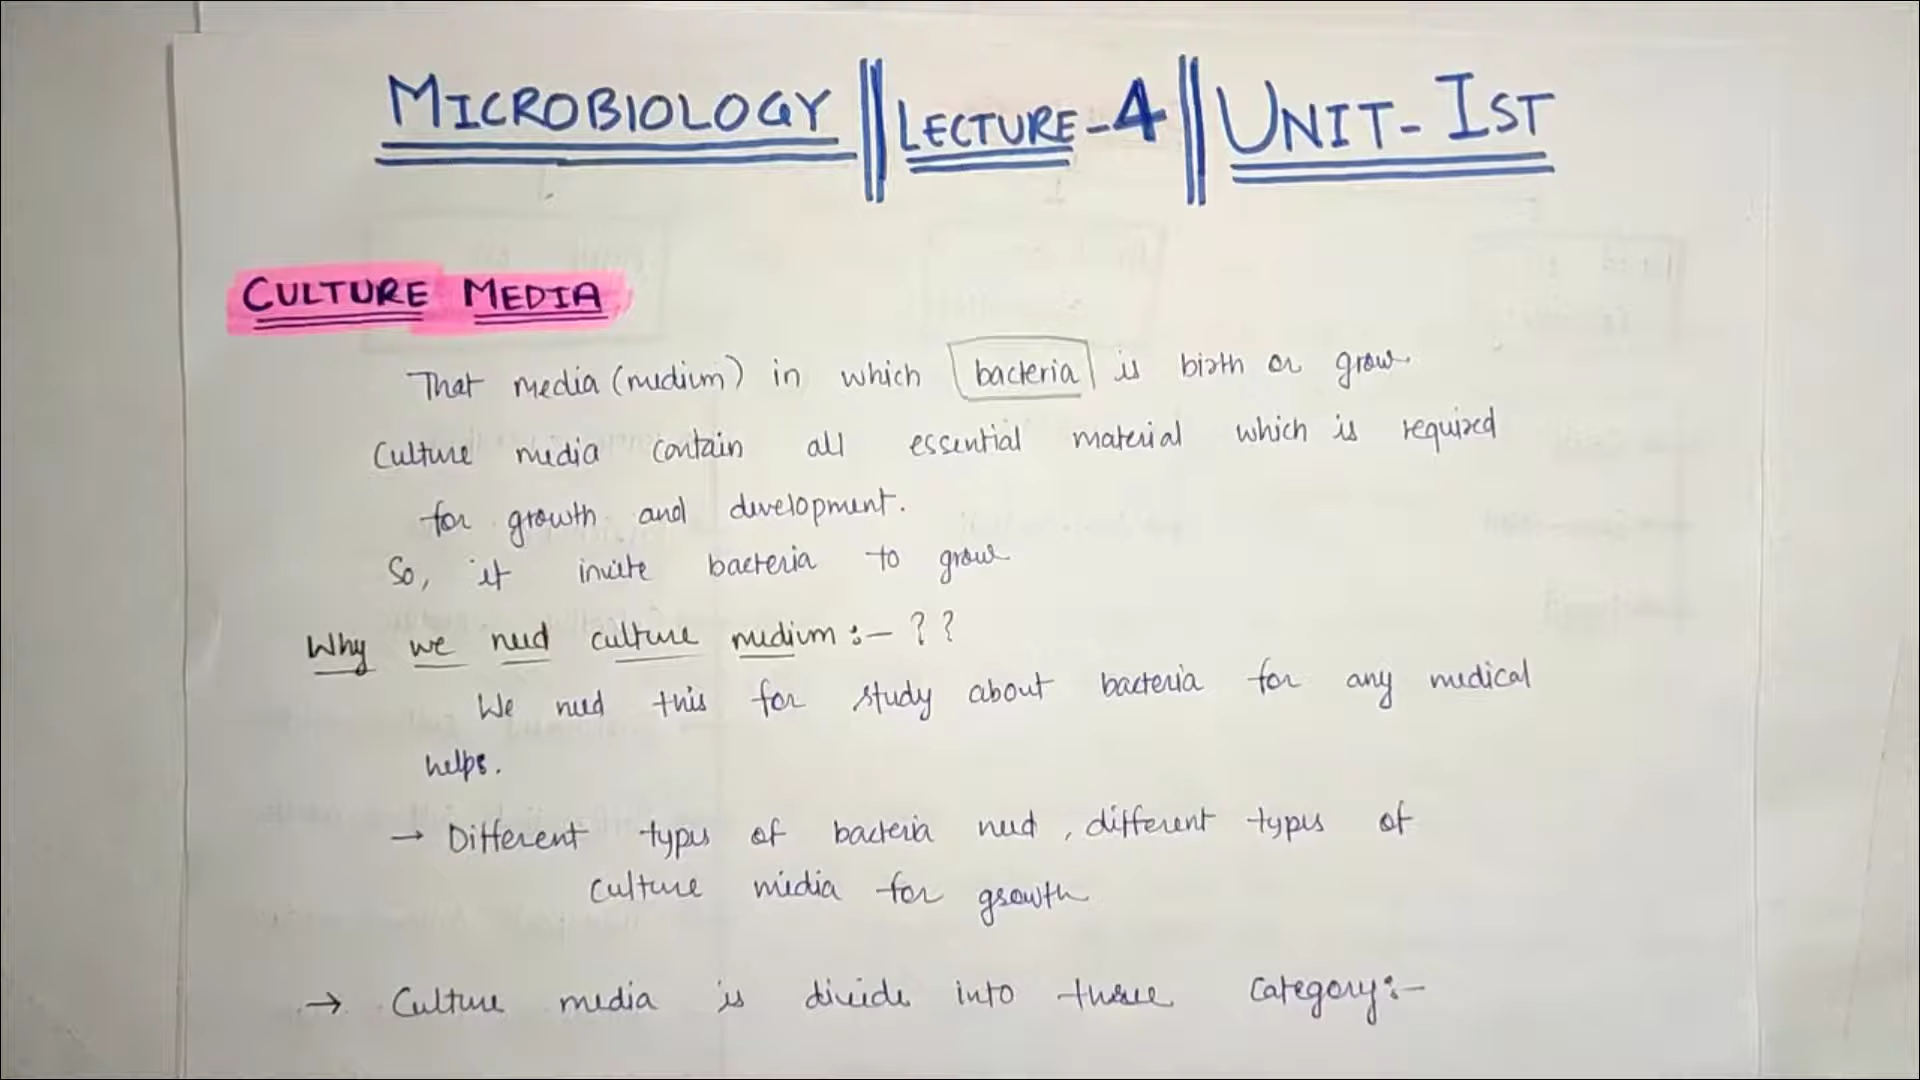 MICROBIOLOGY || LECTURE-4 || UNIT-IST
CULTURE MEDIA
That media (medium) in which bacteria is birth or grow
Culture media contain all essential material which is required
for growth and development.
So, it invite bacteria to grow
Why we need culture medium :- ??
We need this for study about bacteria for any medical
helps.
→ Different types of bacteria need, different types of
culture media for growth
→ Culture media is divide into three category:-